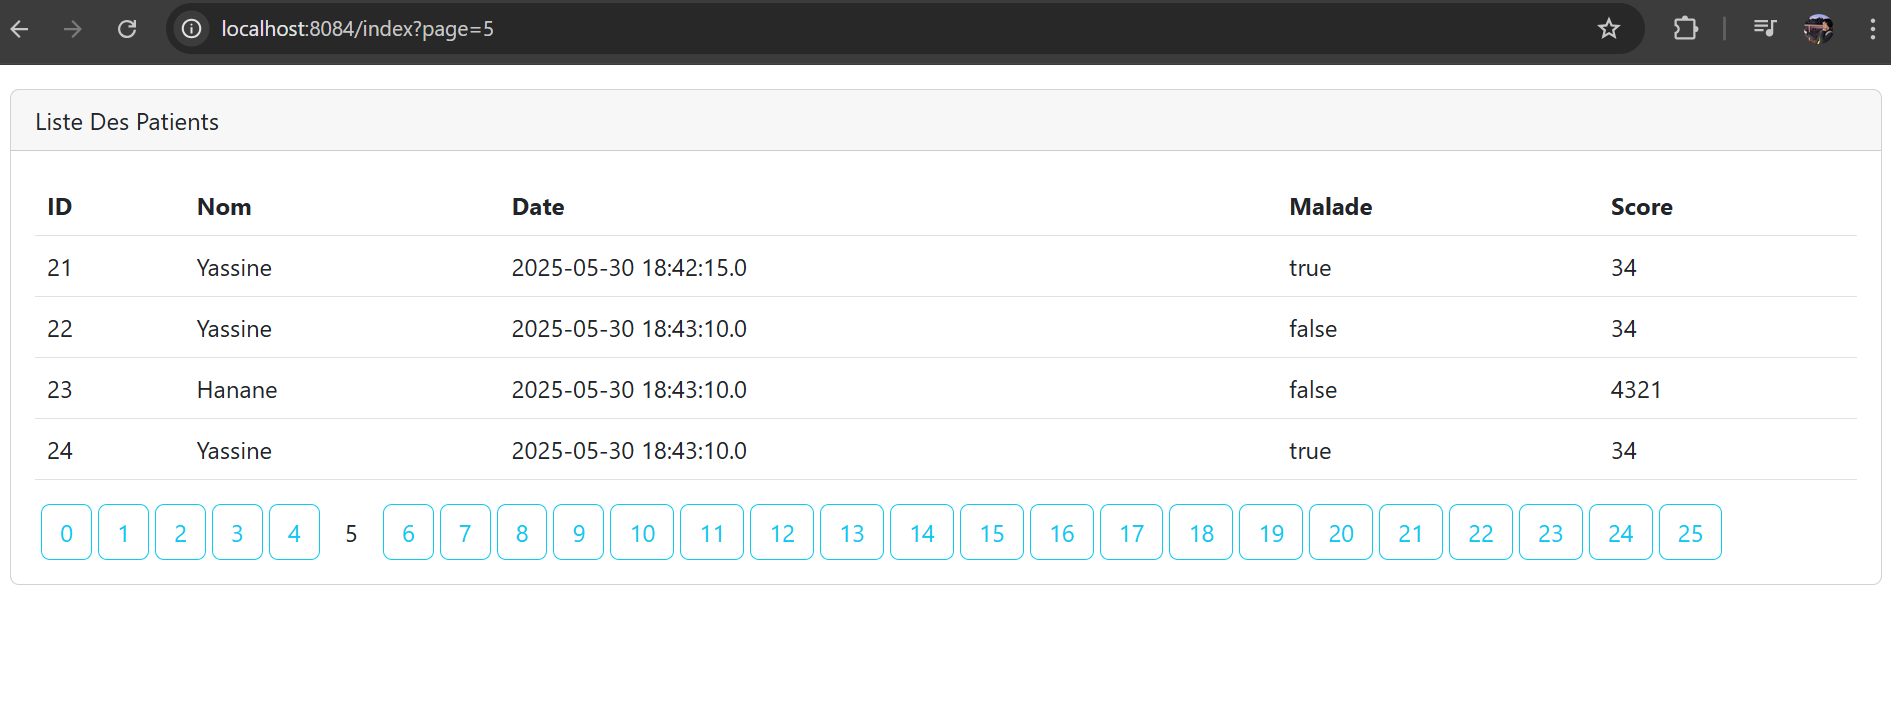 localhost:8084/index?page=5
Liste Des Patients
ID Nom Date Malade Score
21 Yassine 2025-05-30 18:42:15.0 true 34
22 Yassine 2025-05-30 18:43:10.0 false 34
23 Hanane 2025-05-30 18:43:10.0 false 4321
24 Yassine 2025-05-30 18:43:10.0 true 34
0 1 2 3 4 5 6 7 8 9 10 11 12 13 14 15 16 17 18 19 20 21 22 23 24 25